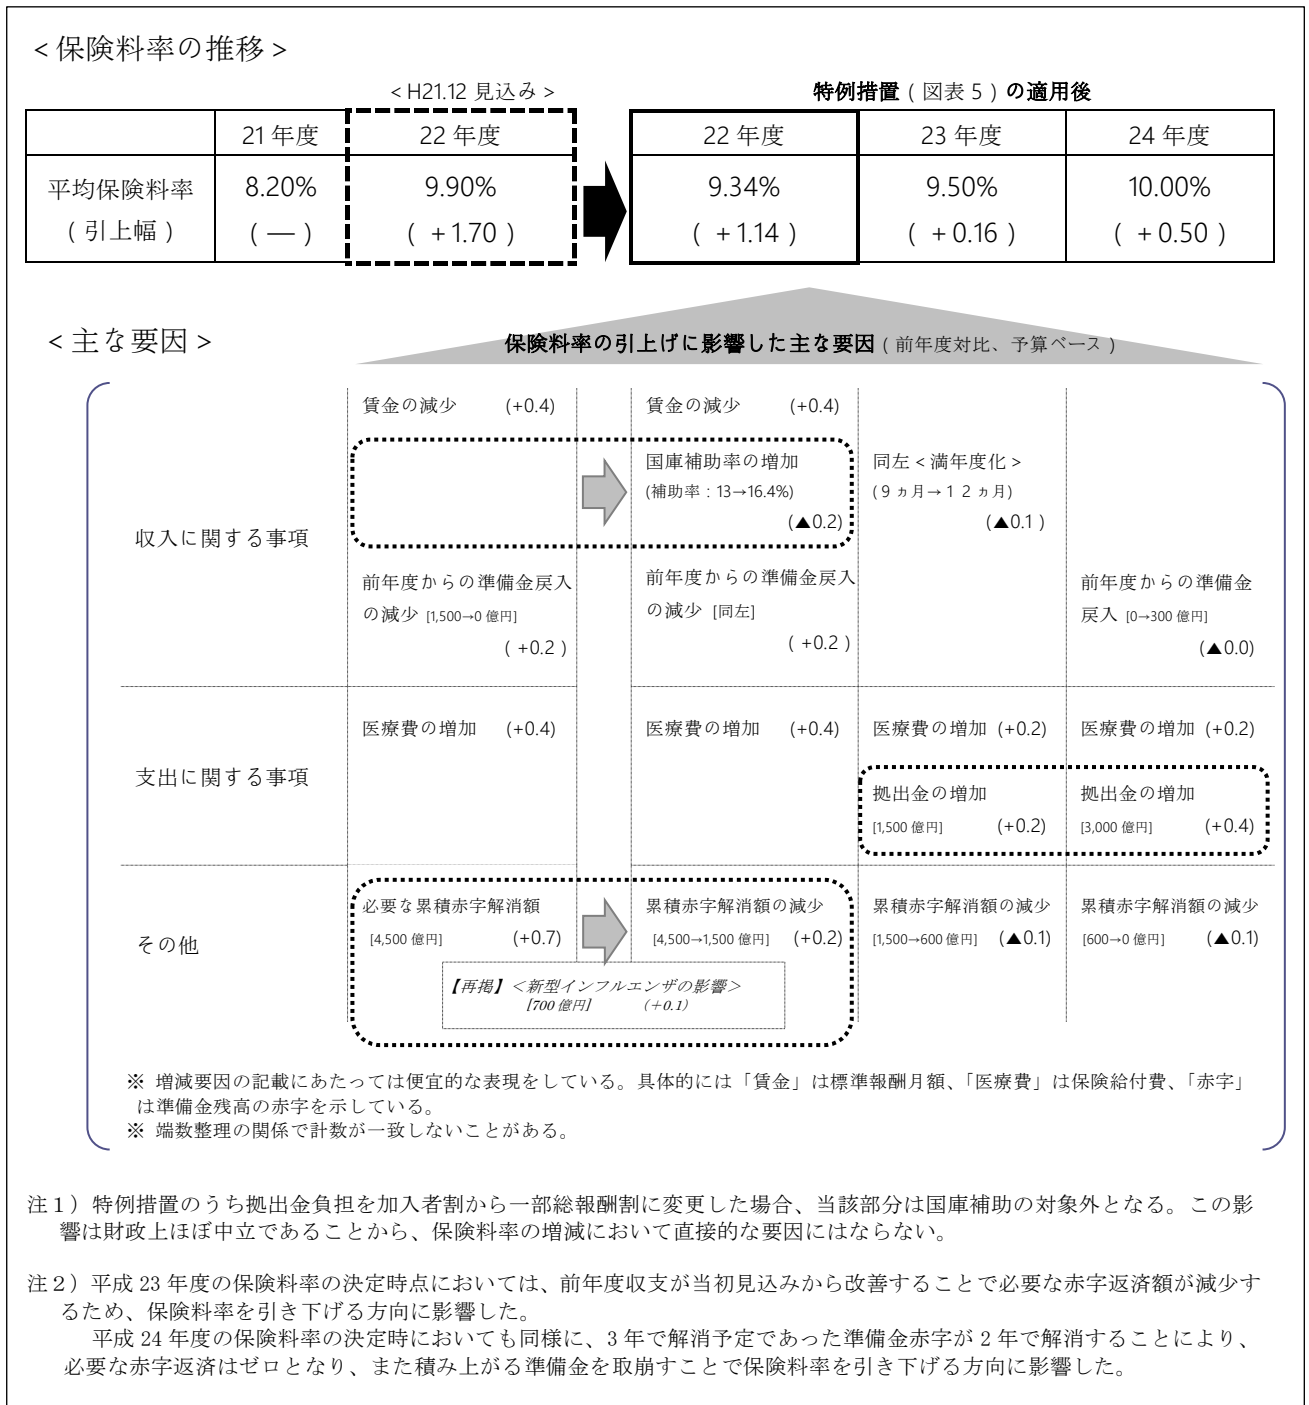 ＜保険料率の推移＞
＜H21.12 見込み＞
特例措置（図表 5）の適用後
21 年度
22 年度
22 年度
23 年度
24 年度
平均保険料率
8.20%
9.90%
9.34%
9.50%
10.00%
（引上幅）
（ ― ）
（ +1.70 ）
（ +1.14 ）
（ +0.16 ）
（ +0.50 ）
＜主な要因＞
保険料率の引上げに影響した主な要因（前年度対比、予算ベース）
賃金の減少 (+0.4)
賃金の減少 (+0.4)
国庫補助率の増加
同左＜満年度化＞
(補助率：13→16.4%)
(９ヵ月→１２ヵ月)
(▲0.2)
(▲0.1 )
収入に関する事項
前年度からの準備金戻入
の減少 [1,500→0 億円]
( +0.2 )
前年度からの準備金戻入
の減少 [同左]
( +0.2 )
前年度からの準備金
戻入 [0→300 億円]
(▲0.0)
支出に関する事項
医療費の増加 (+0.4)
医療費の増加 (+0.4)
医療費の増加 (+0.2)
医療費の増加 (+0.2)
拠出金の増加
[1,500 億円] (+0.2)
拠出金の増加
[3,000 億円] (+0.4)
その他
必要な累積赤字解消額
[4,500 億円] (+0.7)
累積赤字解消額の減少
[4,500→1,500 億円] (+0.2)
累積赤字解消額の減少
[1,500→600 億円] (▲0.1)
累積赤字解消額の減少
[600→0 億円] (▲0.1)
【再掲】＜新型インフルエンザの影響＞
[700 億円] (＋0.1)
※ 増減要因の記載にあたっては便宜的な表現をしている。具体的には「賃金」は標準報酬月額、「医療費」は保険給付費、「赤字」
は準備金残高の赤字を示している。
※ 端数整理の関係で計数が一致しないことがある。
注１）特例措置のうち拠出金負担を加入者割から一部総報酬割に変更した場合、当該部分は国庫補助の対象外となる。この影
響は財政上ほぼ中立であることから、保険料率の増減において直接的な要因にはならない。
注２）平成 23 年度の保険料率の決定時点においては、前年度収支が当初見込みから改善することで必要な赤字返済額が減少す
るため、保険料率を引き下げる方向に影響した。
平成 24 年度の保険料率の決定時においても同様に、3 年で解消予定であった準備金赤字が 2 年で解消することにより、
必要な赤字返済はゼロとなり、また積み上がる準備金を取崩すことで保険料率を引き下げる方向に影響した。